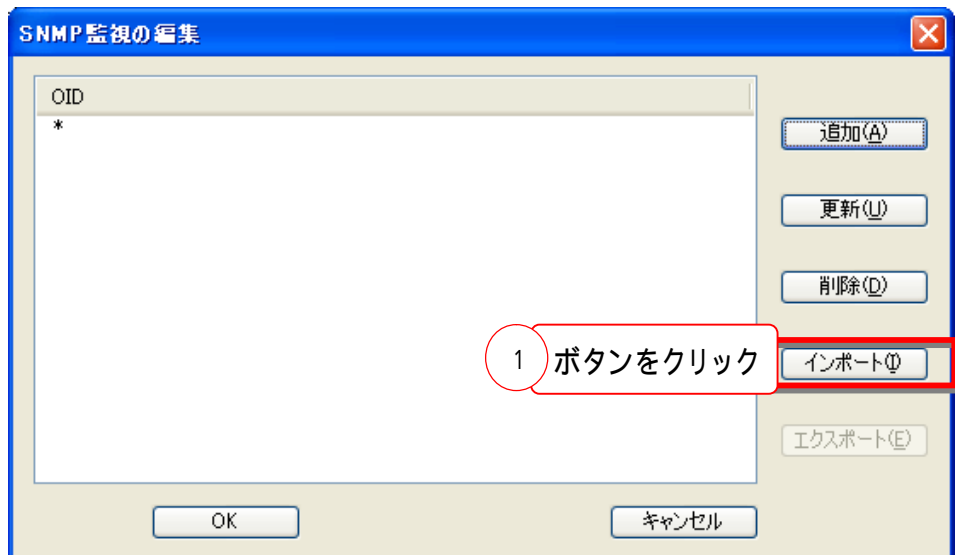 SNMP監視の編集
OID
*
追加(A)
更新(U)
削除(D)
1 ボタンをクリック
インポート(I)
エクスポート(E)
OK
キャンセル